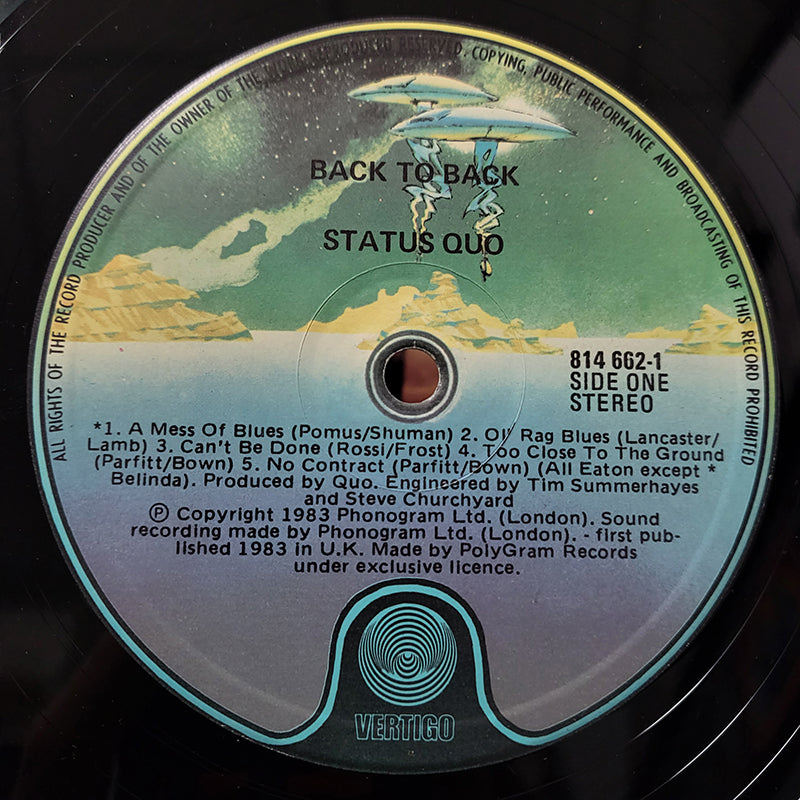 ALL RIGHTS OF THE RECORD PRODUCER AND OF THE OWNER OF THE WORK REPRODUCED RESERVED. COPYING, PUBLIC PERFORMANCE AND BROADCASTING OF THIS RECORD PROHIBITED
BACK TO BACK
STATUS QUO
814 662-1
SIDE ONE
STEREO
*1. A Mess Of Blues (Pomus/Shuman) 2. Ol' Rag Blues (Lancaster/
Lamb) 3. Can't Be Done (Rossi/Frost) 4. Too Close To The Ground
(Parfitt/Bown) 5. No Contract (Parfitt/Bown) (All Eaton except *
Belinda). Produced by Quo. Engineered by Tim Summerhayes
and Steve Churchyard
℗ Copyright 1983 Phonogram Ltd. (London). Sound
recording made by Phonogram Ltd. (London). - first pub-
lished 1983 in U.K. Made by PolyGram Records
under exclusive licence.
VERTIGO